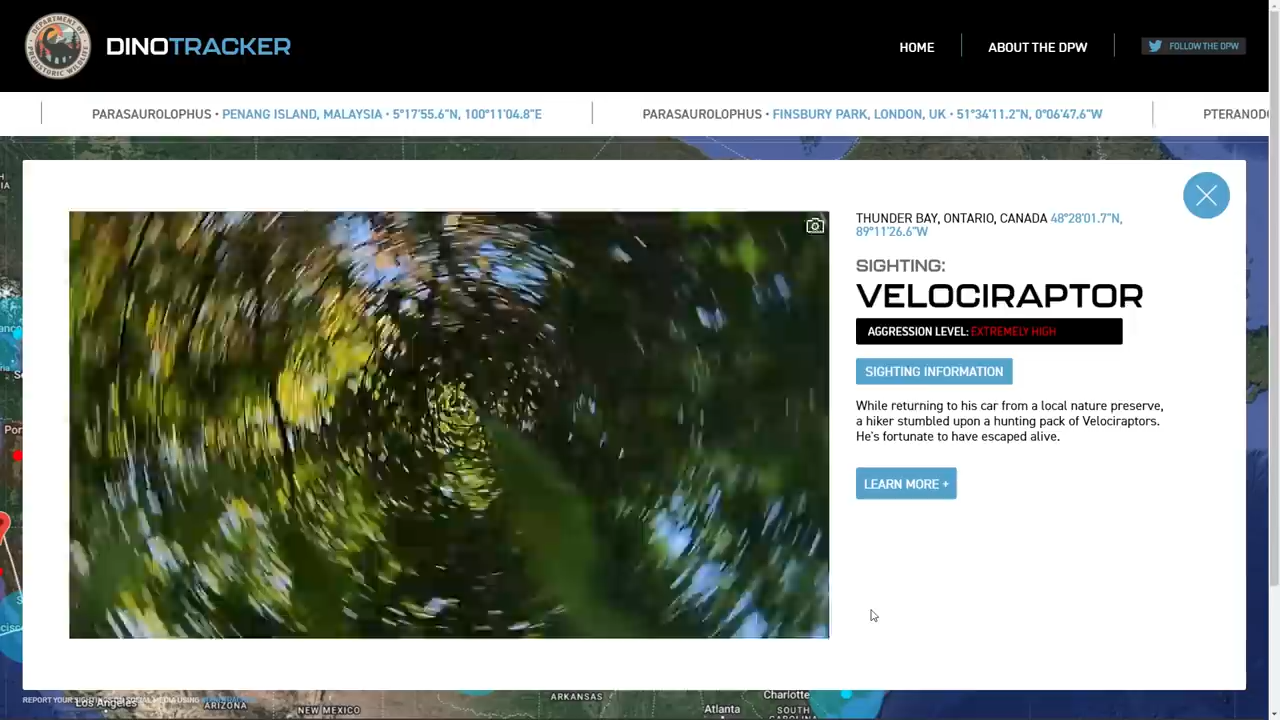 DEPARTMENT OF
PREHISTORIC WILDLIFE
DINOTRACKER
HOME
ABOUT THE DPW
FOLLOW THE DPW
PARASAUROLOPHUS • PENANG ISLAND, MALAYSIA • 5°17'55.6"N, 100°11'04.8"E
PARASAUROLOPHUS • FINSBURY PARK, LONDON, UK • 51°34'11.2"N, 0°06'47.6"W
THUNDER BAY, ONTARIO, CANADA 48°28'01.7"N,
89°11'26.6"W
SIGHTING:
VELOCIRAPTOR
AGGRESSION LEVEL: EXTREMELY HIGH
SIGHTING INFORMATION
While returning to his car from a local nature preserve,
a hiker stumbled upon a hunting pack of Velociraptors.
He's fortunate to have escaped alive.
LEARN MORE +
Los Angeles
ARIZONA
NEW MEXICO
ARKANSAS
Atlanta
Charlotte
SOUTH